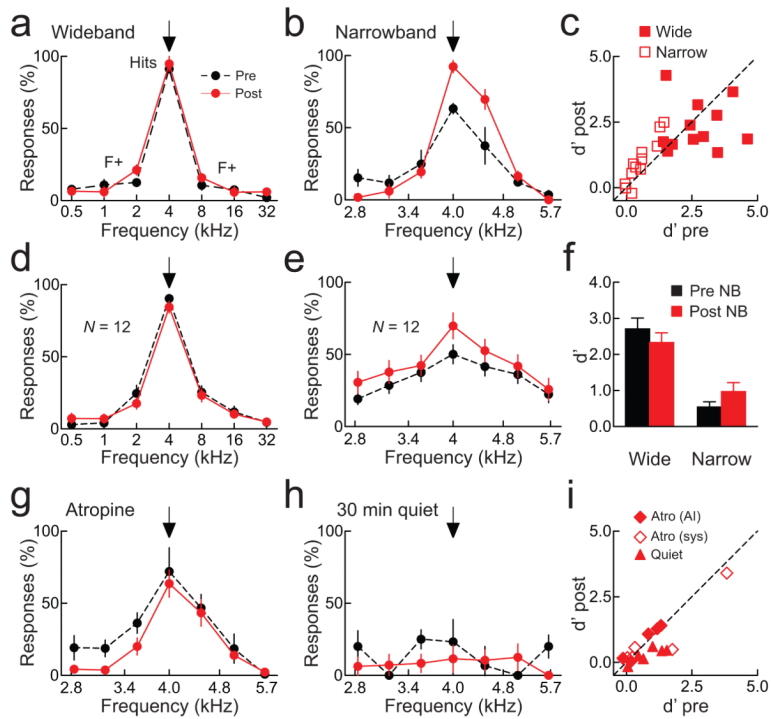 a Wideband
Hits
Pre
Post
F+ F+
Responses (%)
100
50
0
0.5 1 2 4 8 16 32
Frequency (kHz)
b Narrowband
Responses (%)
100
50
0
2.8 3.4 4.0 4.8 5.7
Frequency (kHz)
c
Wide
Narrow
d' post
5.0
2.5
0.0
0.0 2.5 5.0
d' pre
d
N = 12
Responses (%)
100
50
0
0.5 1 2 4 8 16 32
Frequency (kHz)
e
N = 12
Responses (%)
100
50
0
2.8 3.4 4.0 4.8 5.7
Frequency (kHz)
f
Pre NB
Post NB
d'
4.0
3.0
2.0
1.0
0.0
Wide Narrow
g Atropine
Responses (%)
100
50
0
2.8 3.4 4.0 4.8 5.7
Frequency (kHz)
h 30 min quiet
Responses (%)
100
50
0
2.8 3.4 4.0 4.8 5.7
Frequency (kHz)
i
Atro (AI)
Atro (sys)
Quiet
d' post
5.0
2.5
0.0
0.0 2.5 5.0
d' pre